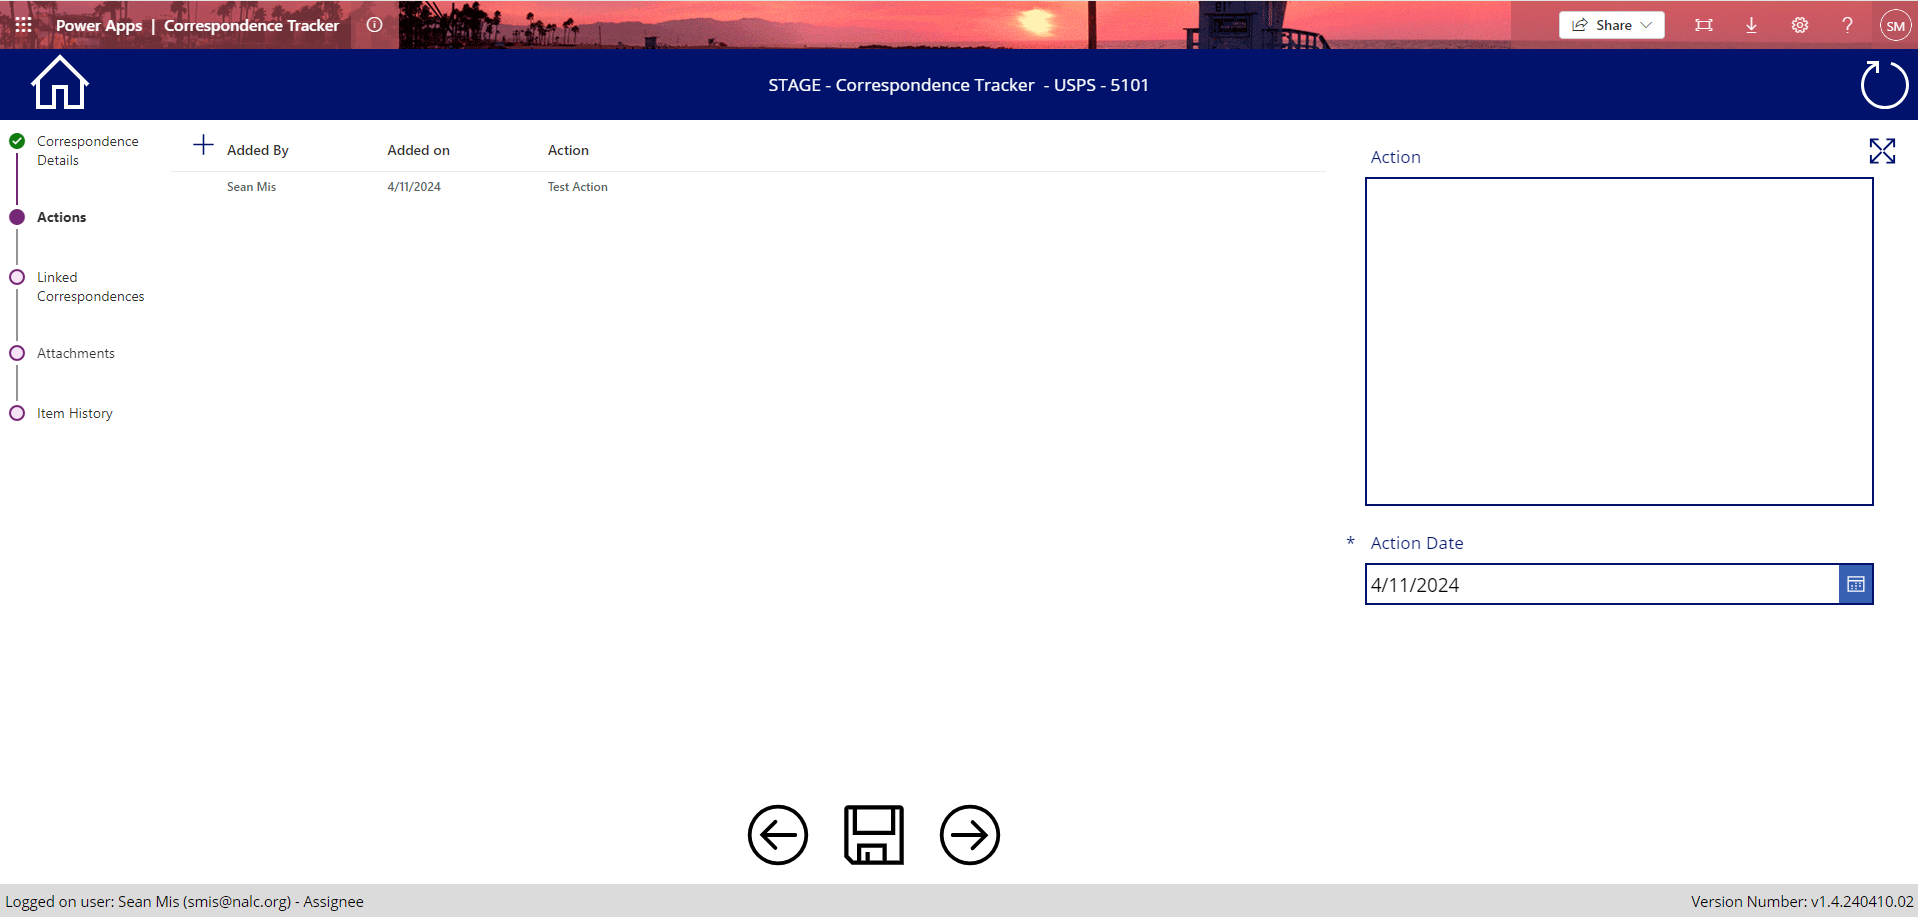 Power Apps | Correspondence Tracker
Share
SM
STAGE - Correspondence Tracker - USPS - 5101
Correspondence
Details
Actions
Linked
Correspondences
Attachments
Item History
Added By Added on Action
Sean Mis 4/11/2024 Test Action
Action
* Action Date
4/11/2024
Logged on user: Sean Mis (smis@nalc.org) - Assignee
Version Number: v1.4.240410.02